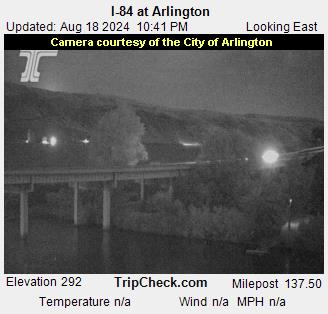 I-84 at Arlington
Updated: Aug 18 2024 10:41 PM Looking East
Camera courtesy of the City of Arlington
Elevation 292 TripCheck.com Milepost 137.50
Temperature n/a Wind n/a MPH n/a